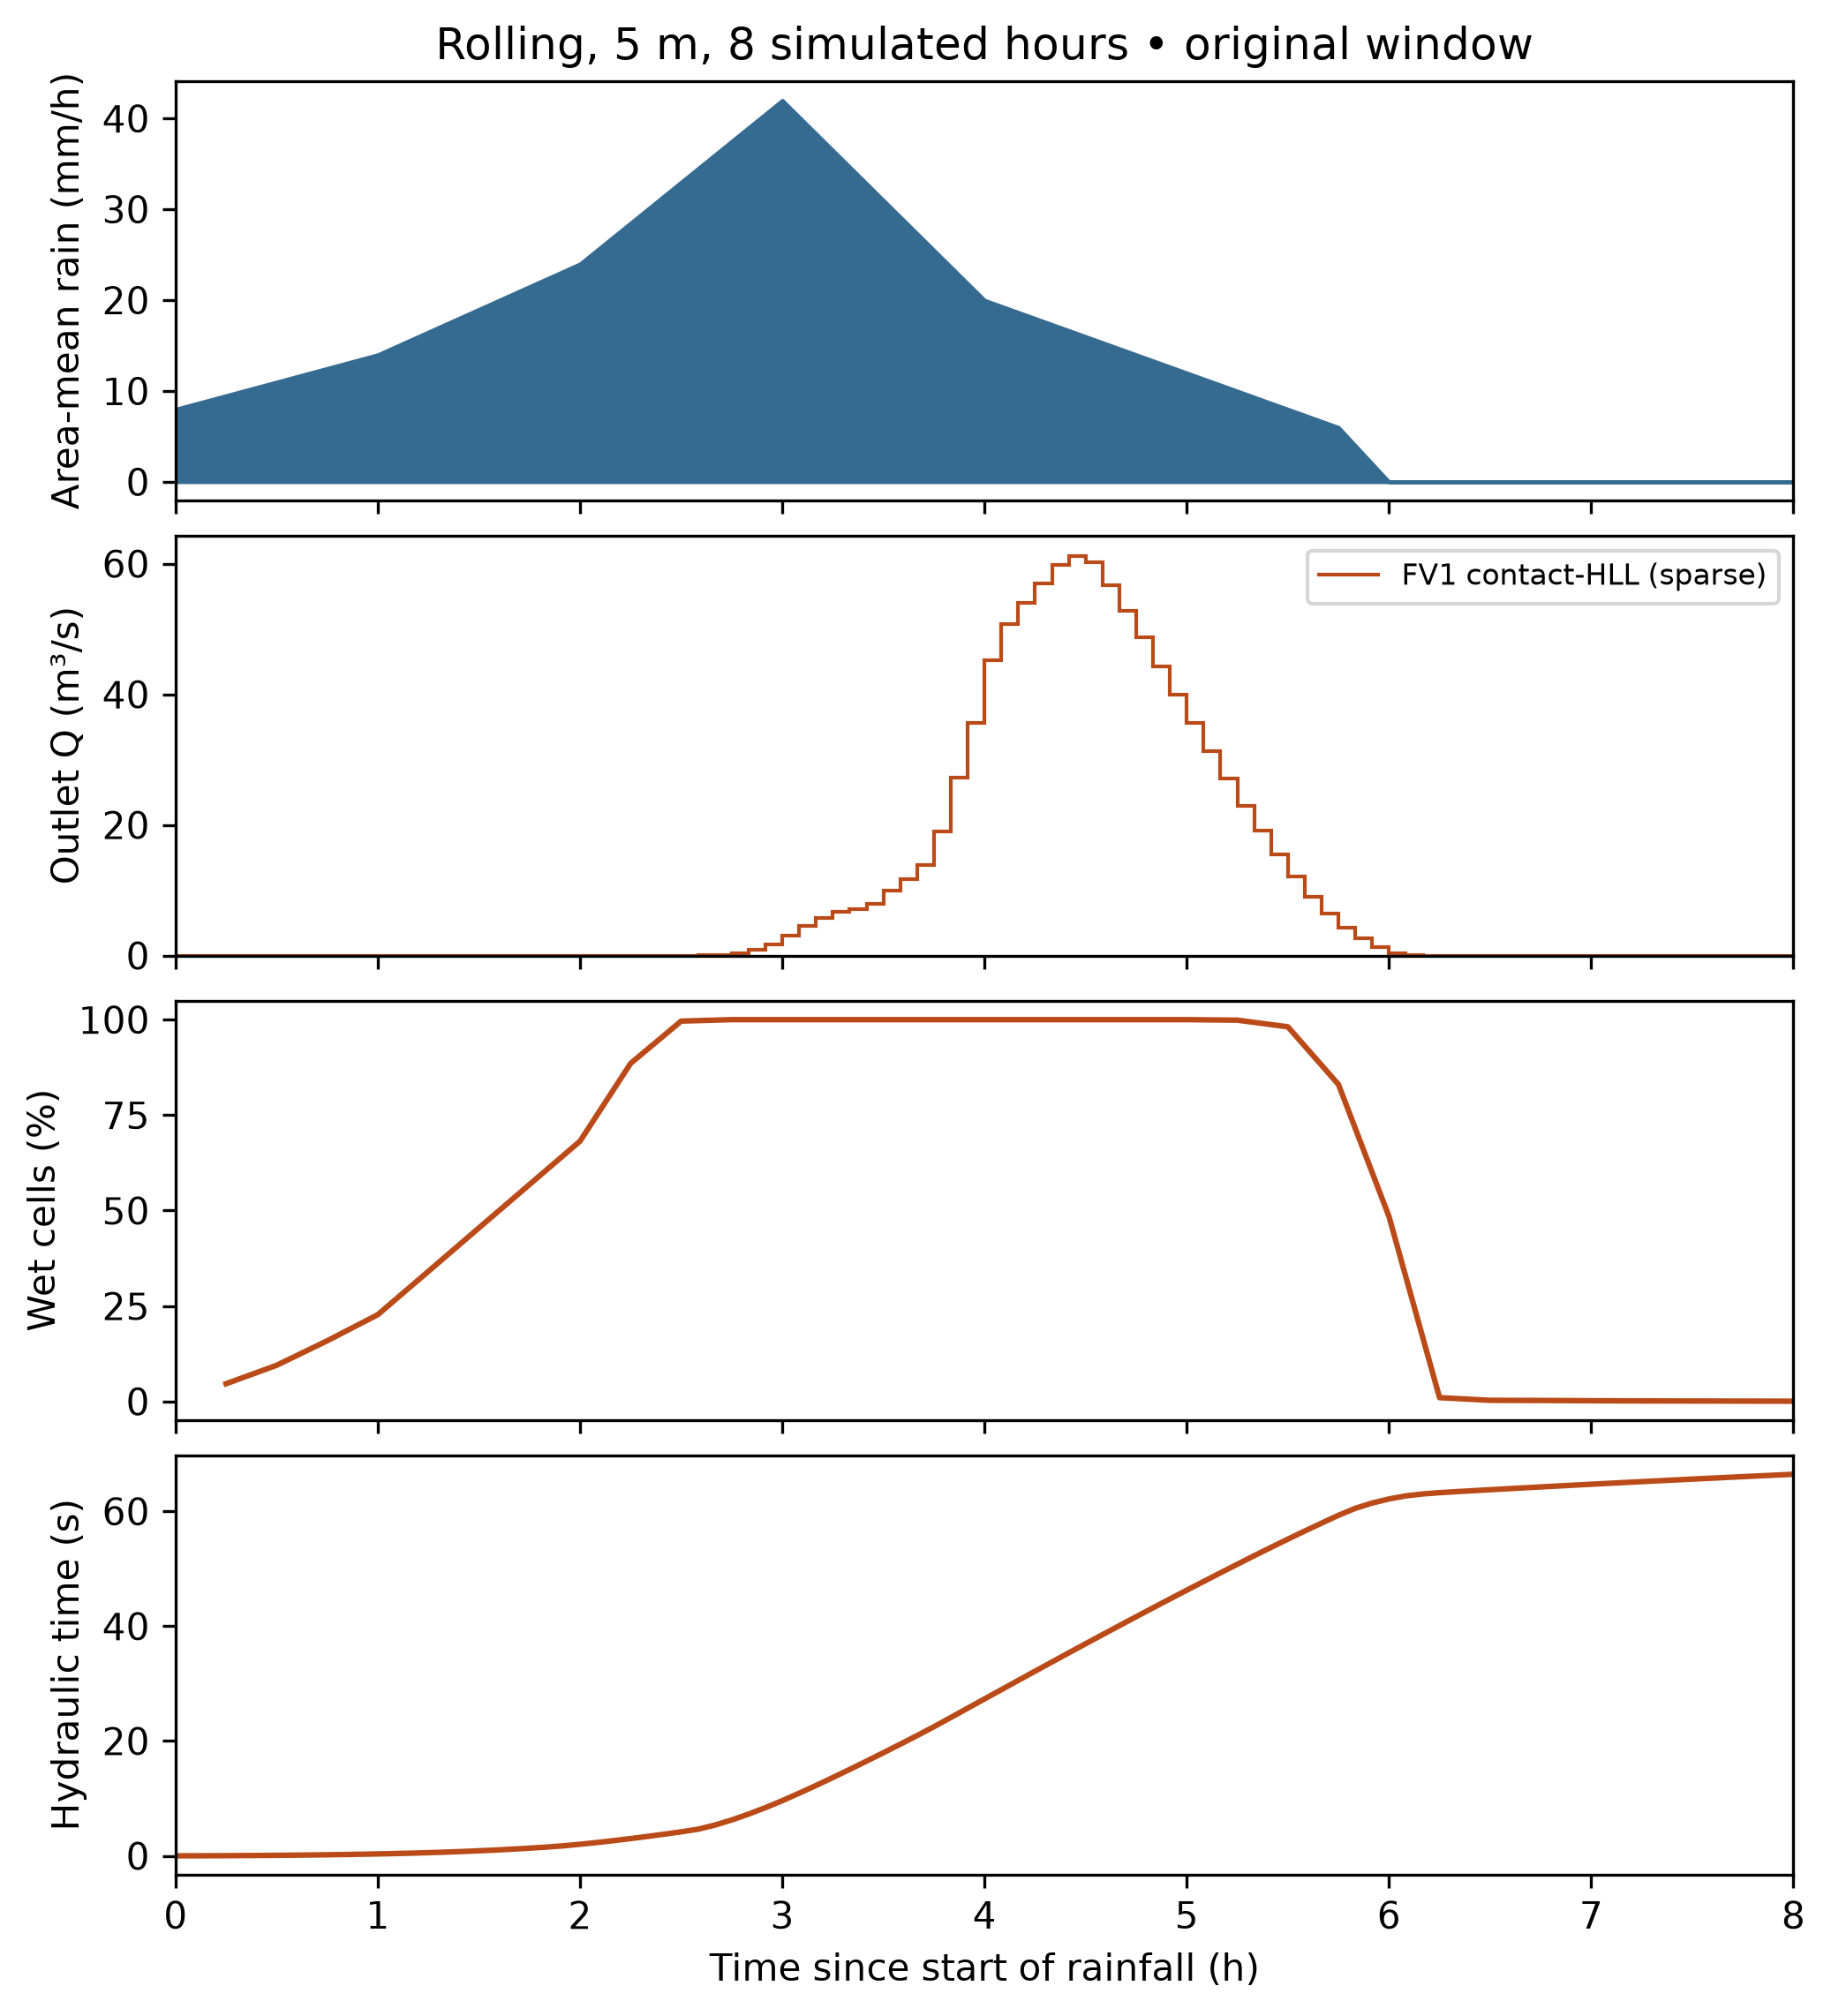 Rolling, 5 m, 8 simulated hours • original window
Area-mean rain (mm/h)
40
30
20
10
0
Outlet Q (m³/s)
60
40
20
0
FV1 contact-HLL (sparse)
Wet cells (%)
100
75
50
25
0
Hydraulic time (s)
60
40
20
0
0 1 2 3 4 5 6 7 8
Time since start of rainfall (h)